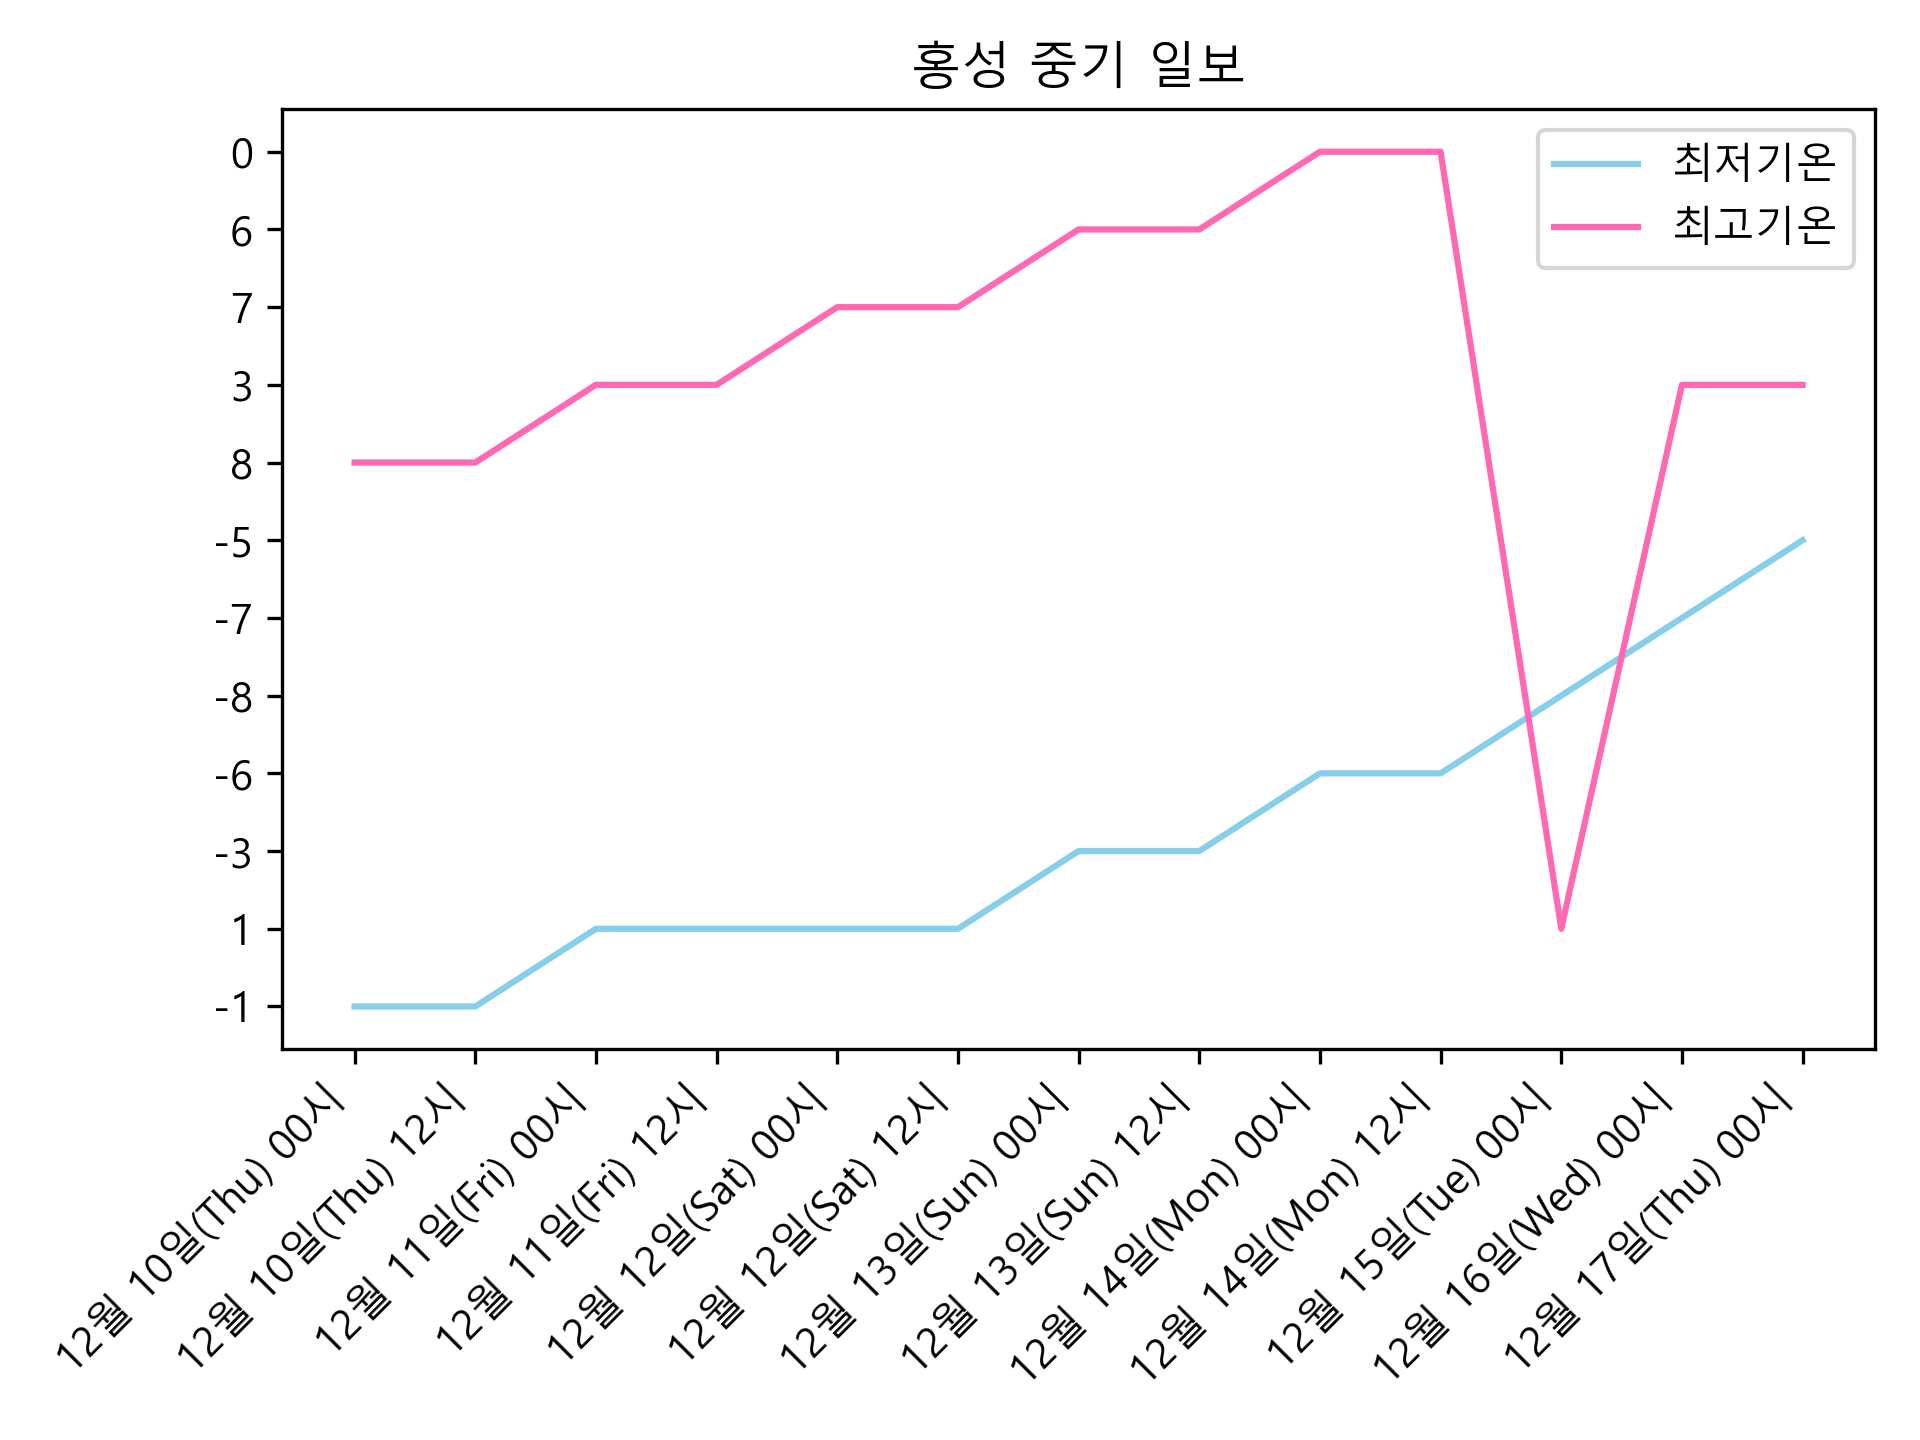 홍성 중기 일보
최저기온
최고기온
0
6
7
3
8
-5
-7
-8
-6
-3
1
-1
12월 10일(Thu) 00시
12월 10일(Thu) 12시
12월 11일(Fri) 00시
12월 11일(Fri) 12시
12월 12일(Sat) 00시
12월 12일(Sat) 12시
12월 13일(Sun) 00시
12월 13일(Sun) 12시
12월 14일(Mon) 00시
12월 14일(Mon) 12시
12월 15일(Tue) 00시
12월 16일(Wed) 00시
12월 17일(Thu) 00시